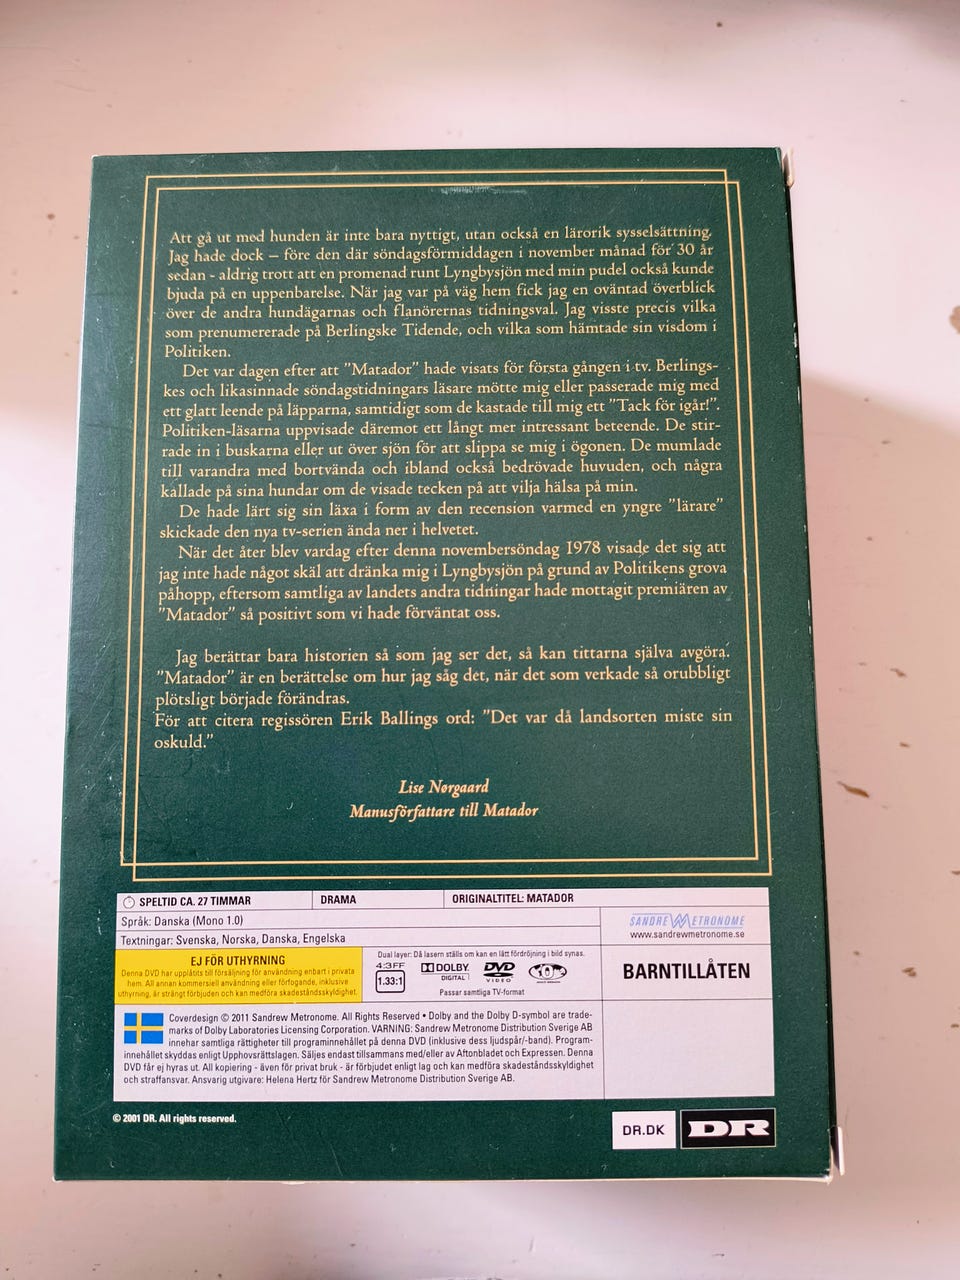 Att gå ut med hunden är inte bara nyttigt, utan också en lärorik sysselsättning.
Jag hade dock – före den där söndagsförmiddagen i november månad för 30 år
sedan - aldrig trott att en promenad runt Lyngbysjön med min pudel också kunde
bjuda på en uppenbarelse. När jag var på väg hem fick jag en oväntad överblick
över de andra hundägarnas och flanörernas tidningsval. Jag visste precis vilka
som prenumererade på Berlingske Tidende, och vilka som hämtade sin visdom i
Politiken.
Det var dagen efter att "Matador" hade visats för första gången i tv. Berlings-
kes och likasinnade söndagstidningars läsare mötte mig eller passerade mig med
ett glatt leende på läpparna, samtidigt som de kastade till mig ett "Tack för igår!".
Politiken-läsarna uppvisade däremot ett långt mer intressant beteende. De stir-
rade in i buskarna eller ut över sjön för att slippa se mig i ögonen. De mumlade
till varandra med bortvända och ibland också bedrövade huvuden, och några
kallade på sina hundar om de visade tecken på att vilja hälsa på min.
De hade lärt sig sin läxa i form av den recension varmed en yngre "lärare"
skickade den nya tv-serien ända ner i helvetet.
När det åter blev vardag efter denna novembersöndag 1978 visade det sig att
jag inte hade något skäl att dränka mig i Lyngbysjön på grund av Politikens grova
påhopp, eftersom samtliga av landets andra tidningar hade mottagit premiären av
"Matador" så positivt som vi hade förväntat oss.
Jag berättar bara historien så som jag ser det, så kan tittarna själva avgöra.
"Matador" är en berättelse om hur jag såg det, när det som verkade så orubbligt
plötsligt började förändras.
För att citera regissören Erik Ballings ord: "Det var då landsorten miste sin
oskuld."
Lise Nørgaard
Manusförfattare till Matador
SPELTID CA. 27 TIMMAR
DRAMA
ORIGINALTITEL: MATADOR
Språk: Danska (Mono 1.0)
Textningar: Svenska, Norska, Danska, Engelska
SANDREW METRONOME
www.sandrewmetronome.se
EJ FÖR UTHYRNING
Denna DVD har upplåtits till försäljning för användning enbart i privata
hem. All annan kommersiell användning eller förfogande, inklusive
uthyrning, är strängt förbjuden och kan medföra skadeståndsskyldighet.
Dual layer: Då lasern ställs om kan en lätt fördröjning i bild synas.
4:3FF
1.33:1
DOLBY
DIGITAL
DVD
VIDEO
Passar samtliga TV-format
BARNTILLÅTEN
Coverdesign © 2011 Sandrew Metronome. All Rights Reserved • Dolby and the Dolby D-symbol are trade-
marks of Dolby Laboratories Licensing Corporation. VARNING: Sandrew Metronome Distribution Sverige AB
innehar samtliga rättigheter till programinnehållet på denna DVD (inklusive dess ljudspår/-band). Program-
innehållet skyddas enligt Upphovsrättslagen. Säljes endast tillsammans med/eller av Aftonbladet och Expressen. Denna
DVD får ej hyras ut. All kopiering - även för privat bruk - är förbjudet enligt lag och kan medföra skadeståndsskyldighet
och straffansvar. Ansvarig utgivare: Helena Hertz för Sandrew Metronome Distribution Sverige AB.
© 2001 DR. All rights reserved.
DR.DK
DR